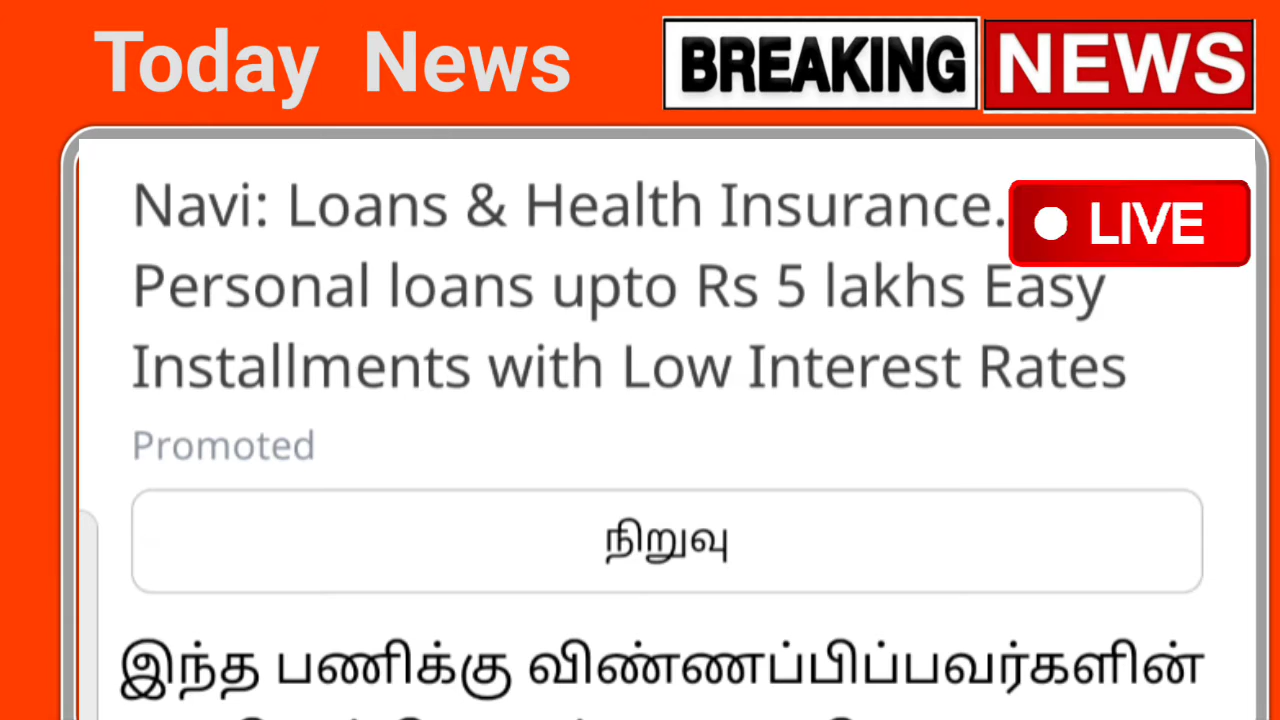 Today News
BREAKING NEWS
Navi: Loans & Health Insurance.
LIVE
Personal loans upto Rs 5 lakhs Easy
Installments with Low Interest Rates
Promoted
நிறுவு
இந்த பணிக்கு விண்ணப்பிப்பவர்களின்